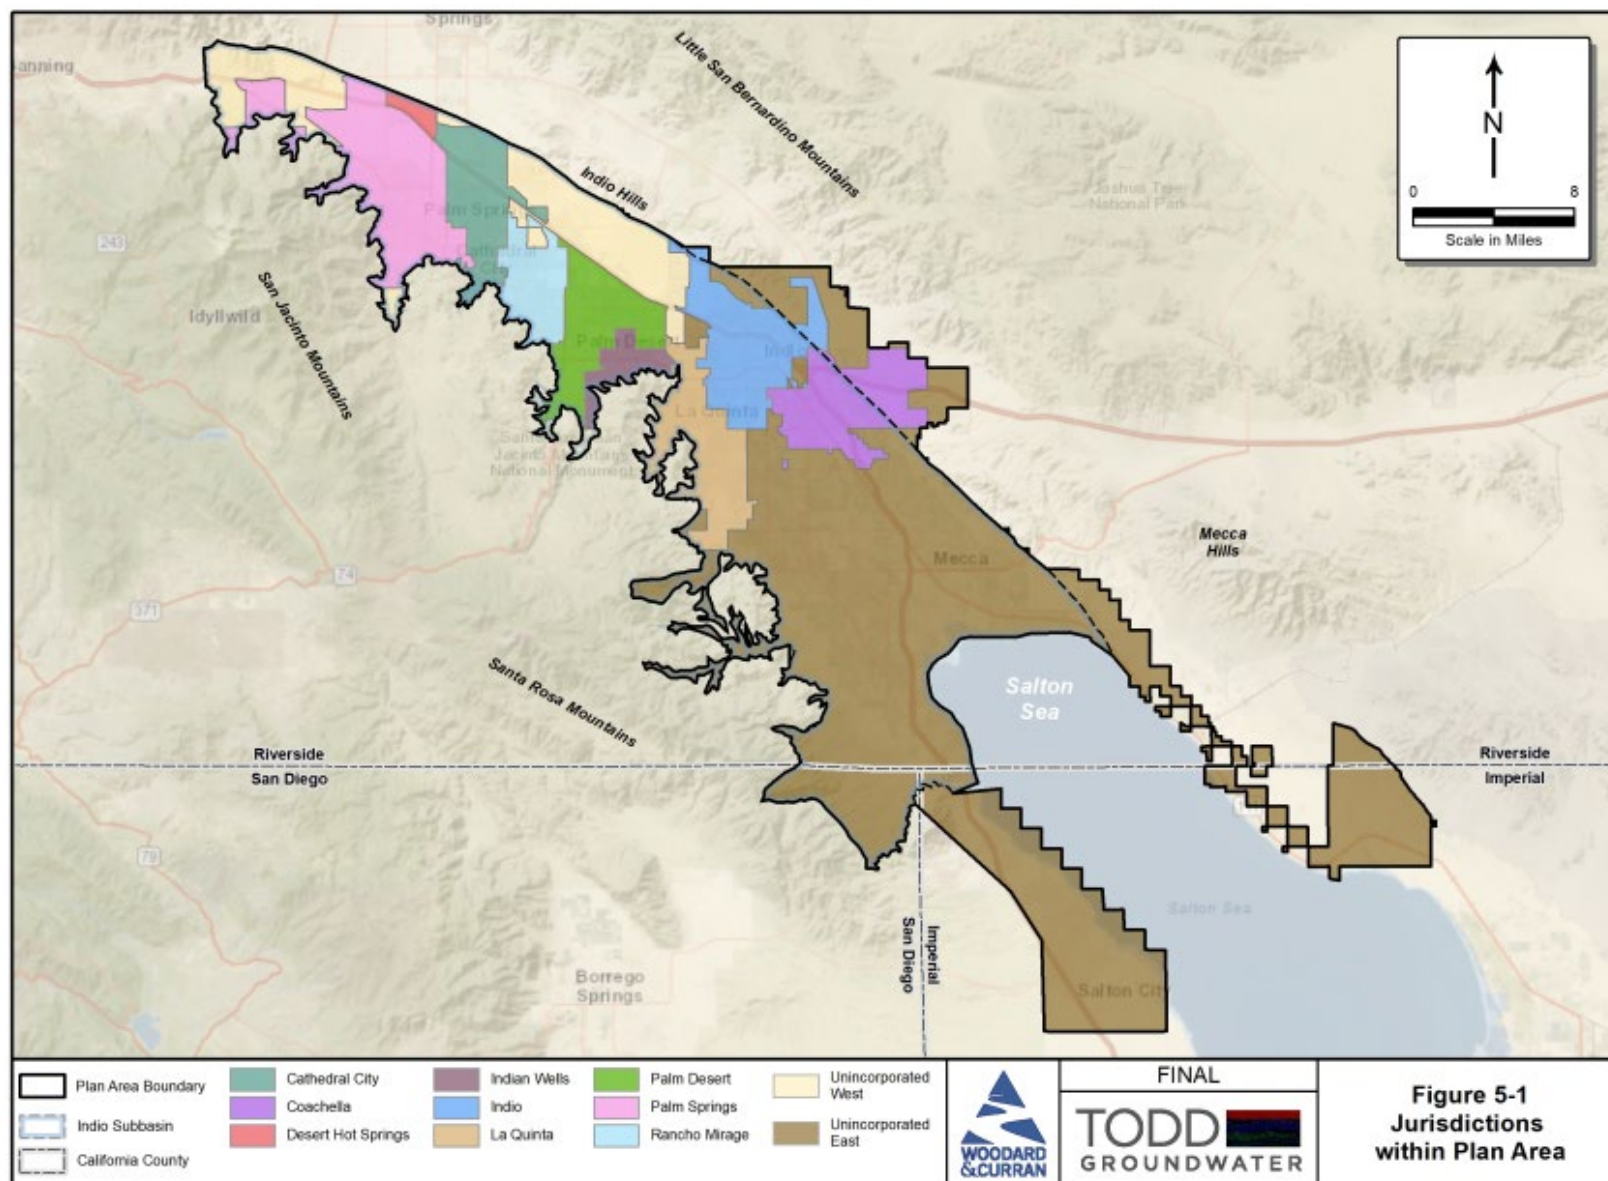 Springs
Banning
Little San Bernardino Mountains
N
0 8
Scale in Miles
Indio Hills
Joshua Tree
National Park
243
Palm Springs
Cathedral
City
San Jacinto Mountains
Idyllwild
Palm Desert
Indio
La Quinta
Jacinto Mountains
National Monument
Mecca
Mecca
Hills
74
371
Santa Rosa Mountains
Salton
Sea
Riverside
San Diego
Riverside
Imperial
79
Salton Sea
Imperial
San Diego
Borrego
Springs
Salton City
Plan Area Boundary
Indio Subbasin
California County
Cathedral City
Coachella
Desert Hot Springs
Indian Wells
Indio
La Quinta
Palm Desert
Palm Springs
Rancho Mirage
Unincorporated
West
Unincorporated
East
WOODARD
&CURRAN
FINAL
TODD
GROUNDWATER
Figure 5-1
Jurisdictions
within Plan Area